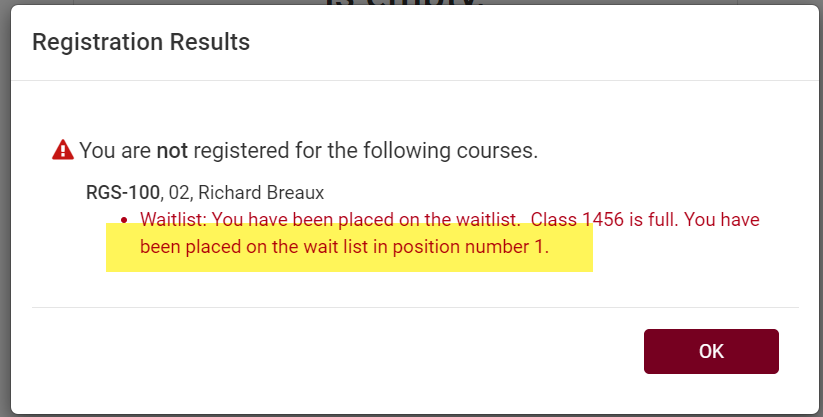 is empty.
Registration Results
You are not registered for the following courses.
RGS-100, 02, Richard Breaux
• Waitlist: You have been placed on the waitlist.  Class 1456 is full. You have
been placed on the wait list in position number 1.
OK